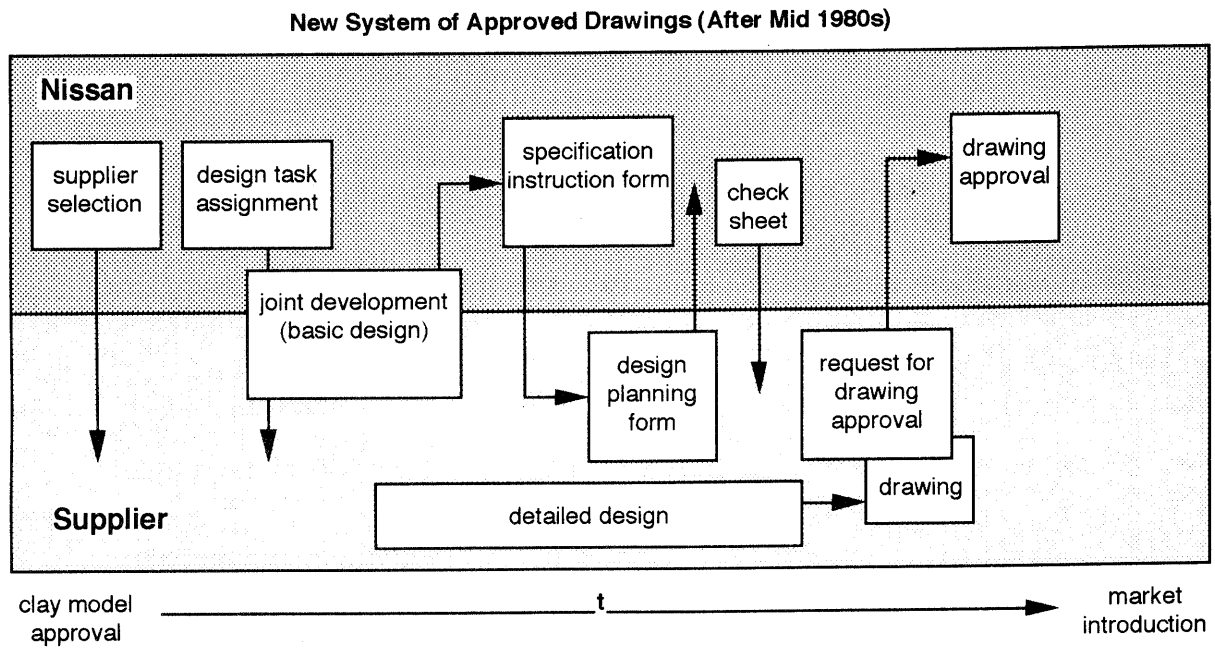 New System of Approved Drawings (After Mid 1980s)
Nissan
supplier
selection
design task
assignment
joint development
(basic design)
specification
instruction form
design
planning
form
check
sheet
request for
drawing
approval
drawing
approval
drawing
detailed design
Supplier
clay model
approval
t
market
introduction